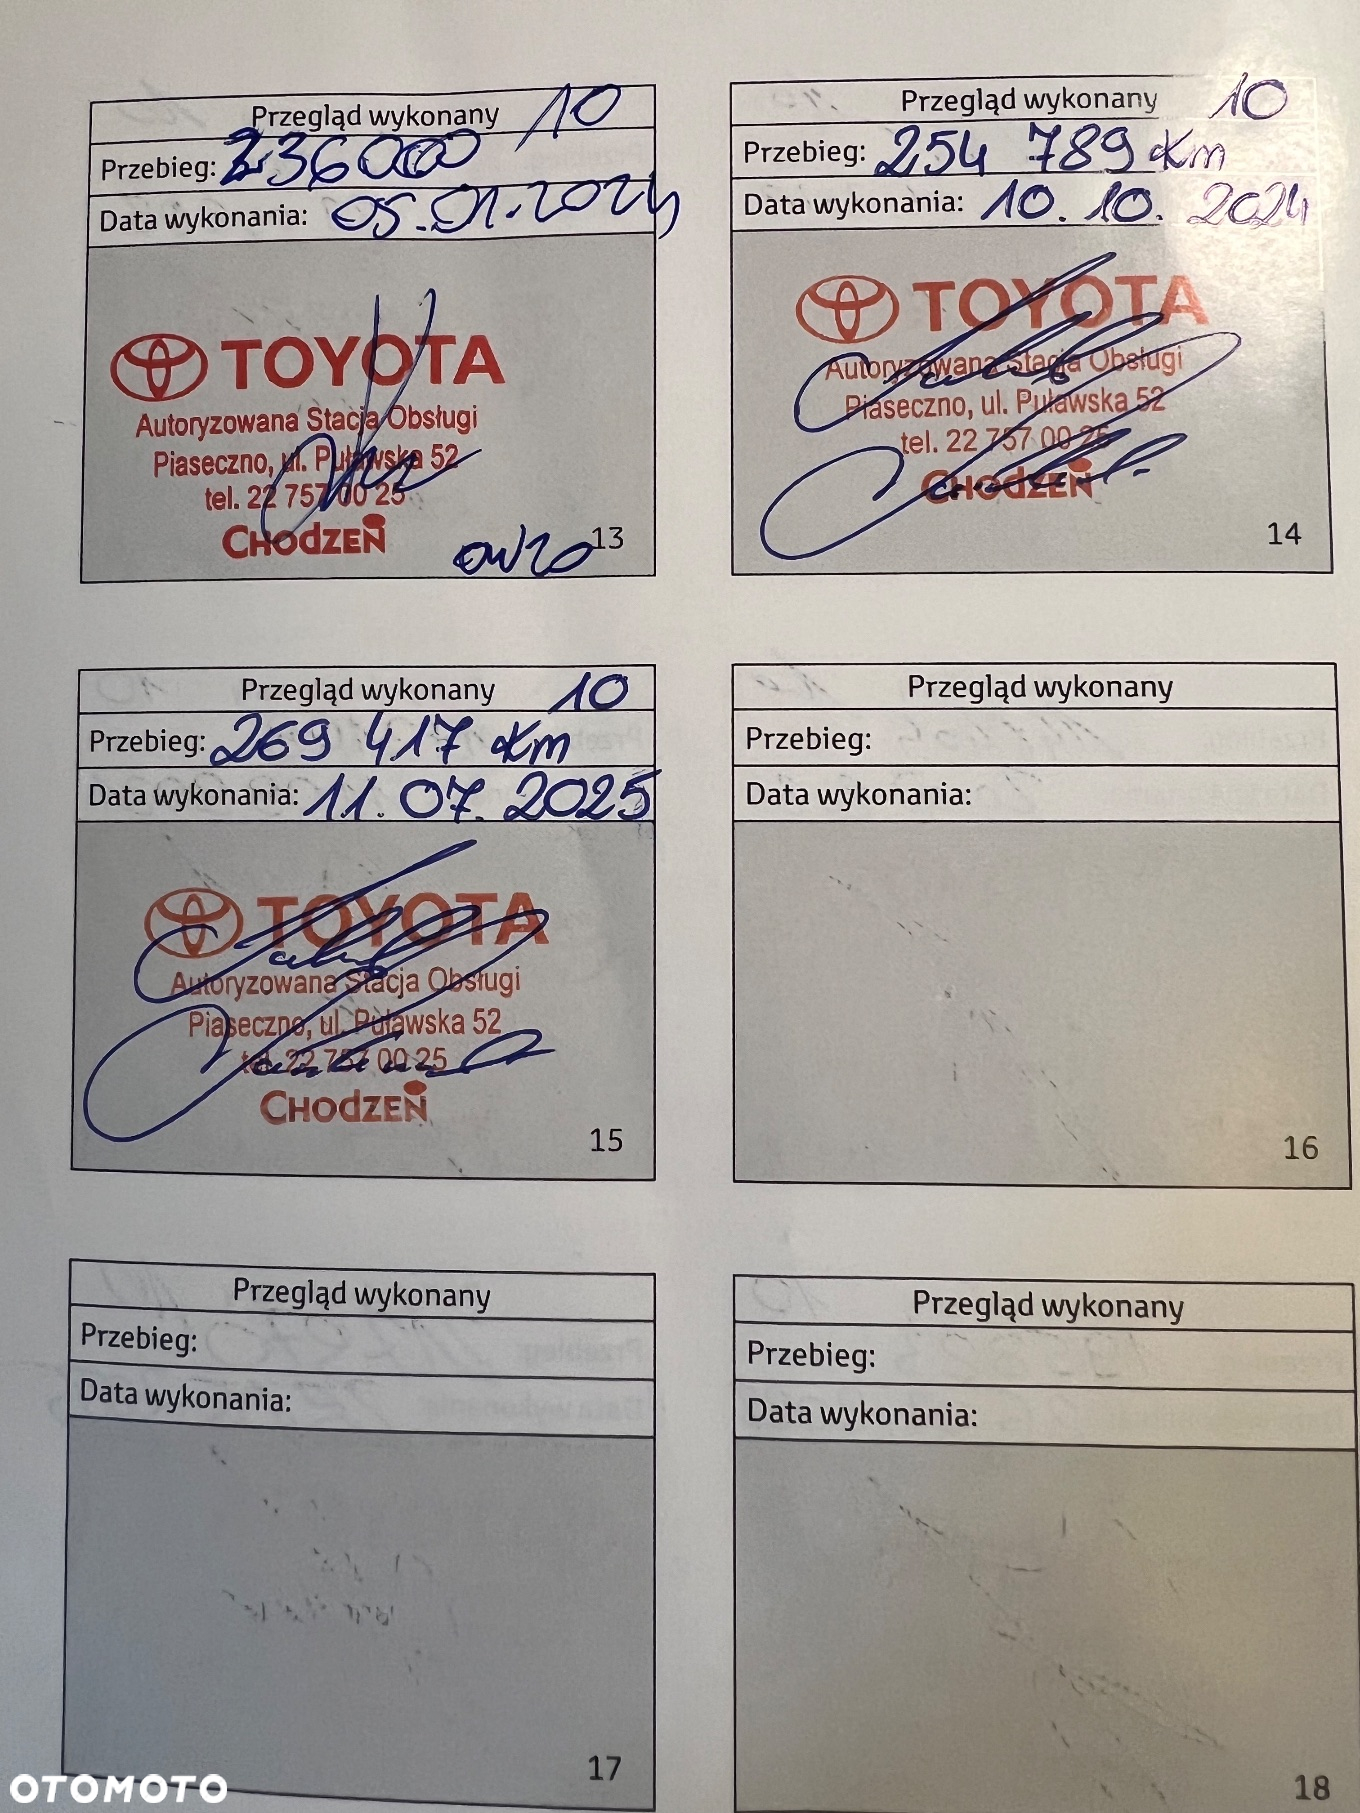 Przegląd wykonany 10
Przebieg: 236000
Data wykonania: 05.01.2024
TOYOTA
Autoryzowana Stacja Obsługi
Piaseczno, ul. Puławska 52
tel. 22 757 00 25
CHODZEŃ
0W20
13
Przegląd wykonany 10
Przebieg: 254 789 km
Data wykonania: 10.10.2024
TOYOTA
Autoryzowana Stacja Obsługi
Piaseczno, ul. Puławska 52
tel. 22 757 00 25
CHODZEŃ
14
Przegląd wykonany 10
Przebieg: 269 417 km
Data wykonania: 11.07.2025
TOYOTA
Autoryzowana Stacja Obsługi
Piaseczno, ul. Puławska 52
tel. 22 757 00 25
CHODZEŃ
15
Przegląd wykonany
Przebieg:
Data wykonania:
16
Przegląd wykonany
Przebieg:
Data wykonania:
17
Przegląd wykonany
Przebieg:
Data wykonania:
18
OTOMOTO